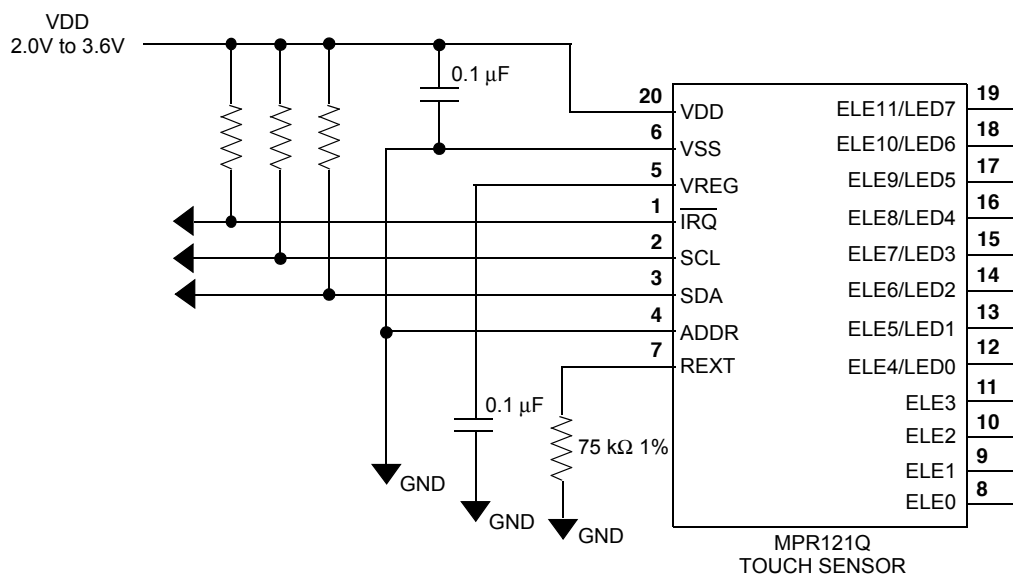 VDD
2.0V to 3.6V
0.1 μF
20
VDD
6
VSS
5
VREG
1
IRQ
2
SCL
3
SDA
4
ADDR
7
REXT
19
ELE11/LED7
18
ELE10/LED6
17
ELE9/LED5
16
ELE8/LED4
15
ELE7/LED3
14
ELE6/LED2
13
ELE5/LED1
12
ELE4/LED0
11
ELE3
10
ELE2
9
ELE1
8
ELE0
0.1 μF
75 kΩ 1%
GND
GND
GND
MPR121Q
TOUCH SENSOR